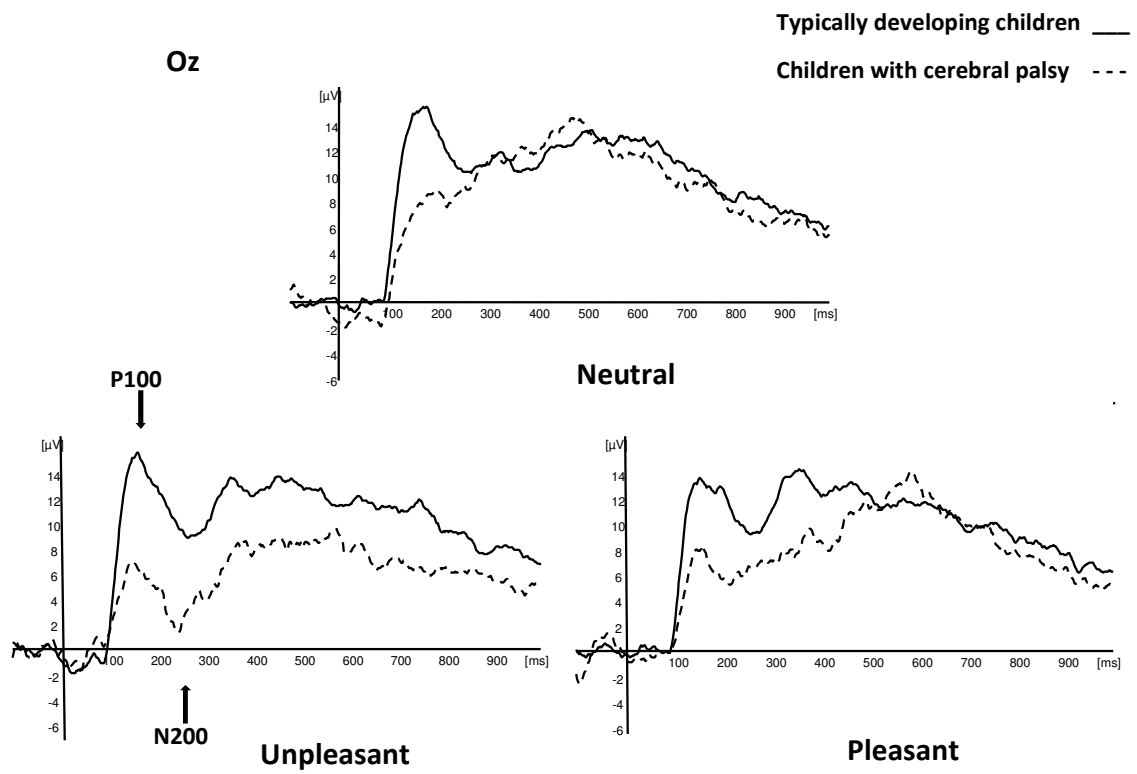 Typically developing children ___
Children with cerebral palsy ----
Oz
[µV]
14
12
10
8
6
4
2
-2
-4
-6
100 200 300 400 500 600 700 800 900 [ms]
Neutral
P100
[µV]
14
12
10
8
6
4
2
-2
-4
-6
100 200 300 400 500 600 700 800 900 [ms]
N200
Unpleasant
[µV]
14
12
10
8
6
4
2
-2
-4
-6
100 200 300 400 500 600 700 800 900 [ms]
Pleasant